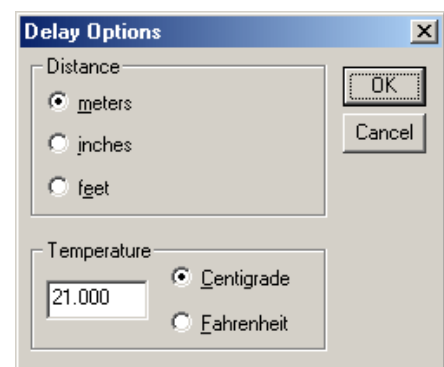 Delay Options
Distance
meters
inches
feet
OK
Cancel
Temperature
21.000
Centigrade
Fahrenheit